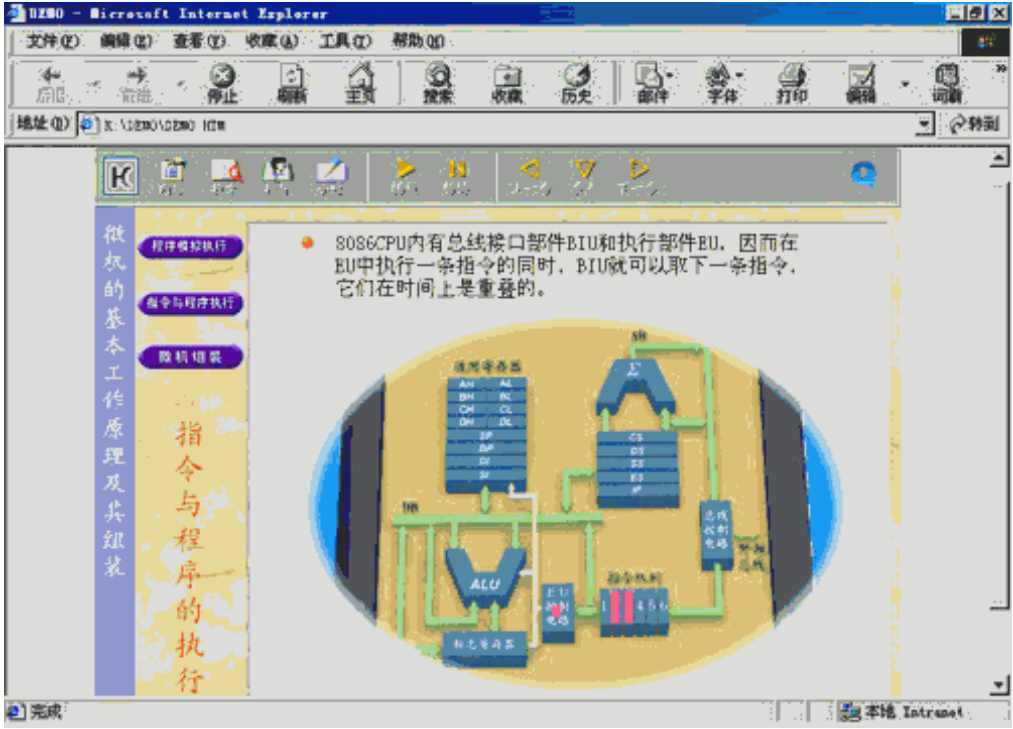 DEMO - Microsoft Internet Explorer
文件(F) 编辑(E) 查看(V) 收藏(A) 工具(T) 帮助(H)
后退 前进 停止 刷新 主页 搜索 收藏 历史 邮件 字体 打印 编辑
地址(D) X:\DEMO\DEMO HTM 转到
微机的基本工作原理及其组装
程序模拟执行
指令与程序执行
微机组装
指令与程序的执行
8086CPU内有总线接口部件BIU和执行部件EU. 因而在
EU中执行一条指令的同时. BIU就可以取下一条指令.
它们在时间上是重叠的。
通用寄存器
AH AL
BH BL
CH CL
DH DL
SP
BP
DI
SI
Σ
CS
DS
SS
ES
IP
ALU
标志寄存器
EU
控制
电路
指令队列
1 4 5 6
总线
控制
电路
完成
本地 Intranet